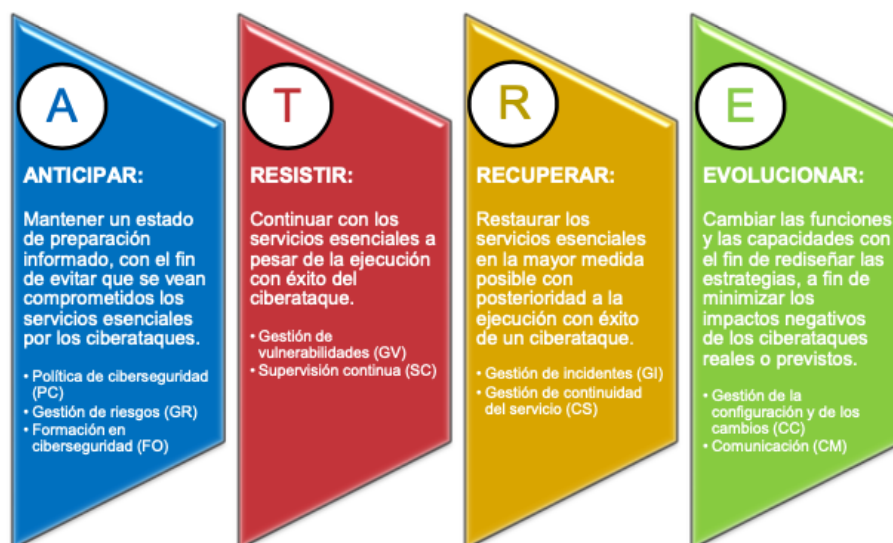 A
ANTICIPAR:
Mantener un estado
de preparación
informado, con el fin
de evitar que se vean
comprometidos los
servicios esenciales
por los ciberataques.
• Política de ciberseguridad
(PC)
• Gestión de riesgos (GR)
• Formación en
ciberseguridad (FO)
T
RESISTIR:
Continuar con los
servicios esenciales a
pesar de la ejecución
con éxito del
ciberataque.
• Gestión de
vulnerabilidades (GV)
• Supervisión continua (SC)
R
RECUPERAR:
Restaurar los
servicios esenciales
en la mayor medida
posible con
posterioridad a la
ejecución con éxito
de un ciberataque.
• Gestión de incidentes (GI)
• Gestión de continuidad
del servicio (CS)
E
EVOLUCIONAR:
Cambiar las funciones
y las capacidades con
el fin de rediseñar las
estrategias, a fin de
minimizar los
impactos negativos
de los ciberataques
reales o previstos.
• Gestión de la
configuración y de los
cambios (CC)
• Comunicación (CM)